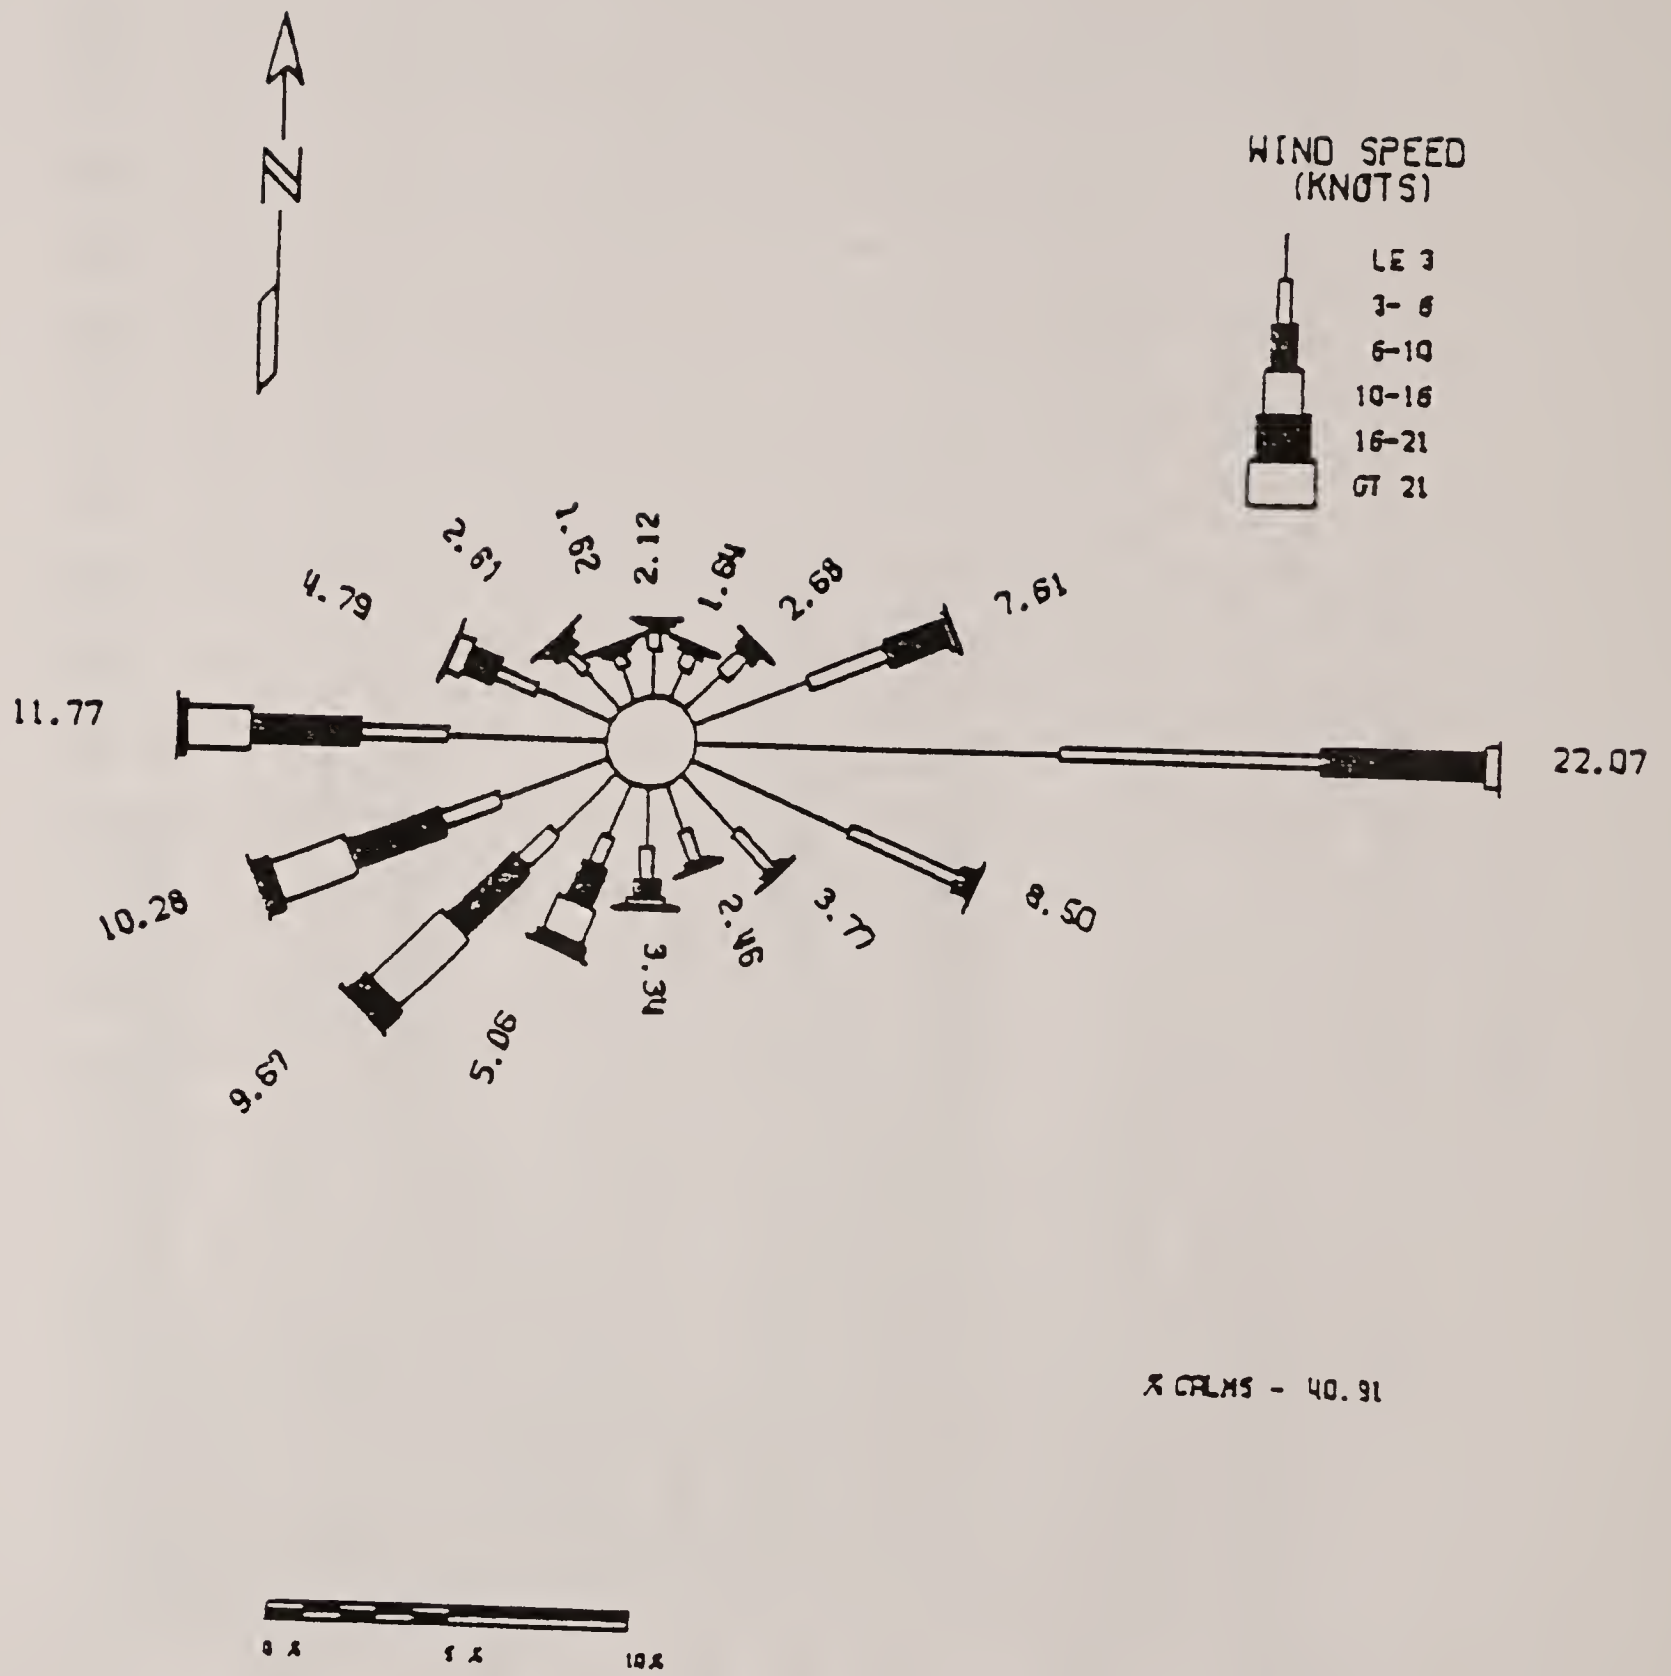 N
WIND SPEED
(KNOTS)
LE 3
3- 6
6-10
10-16
16-21
GT 21
2.12
1.64
2.68
7.61
22.07
8.50
3.77
2.46
3.34
5.06
9.67
10.28
11.77
4.79
2.61
1.62
% CALMS - 40.91
0 % 5 % 10%